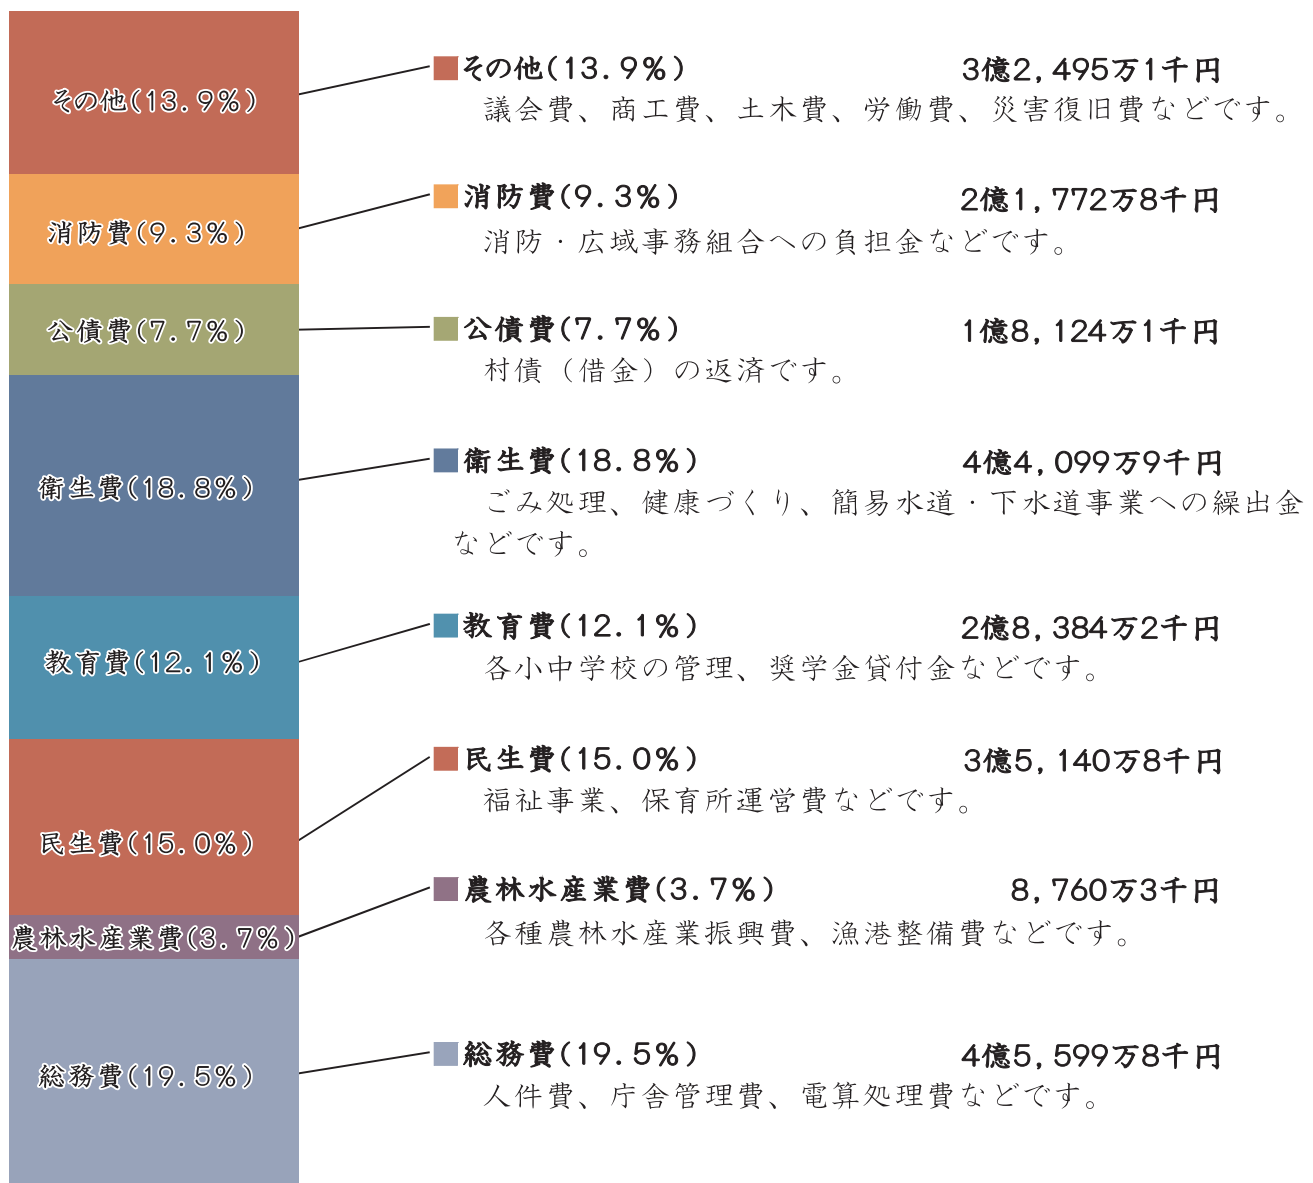 その他(13.9%)
消防費(9.3%)
公債費(7.7%)
衛生費(18.8%)
教育費(12.1%)
民生費(15.0%)
農林水産業費(3.7%)
総務費(19.5%)
その他(13.9%) 3億2,495万1千円
議会費、商工費、土木費、労働費、災害復旧費などです。
消防費(9.3%) 2億1,772万8千円
消防・広域事務組合への負担金などです。
公債費(7.7%) 1億8,124万1千円
村債（借金）の返済です。
衛生費(18.8%) 4億4,099万9千円
ごみ処理、健康づくり、簡易水道・下水道事業への繰出金
などです。
教育費(12.1%) 2億8,384万2千円
各小中学校の管理、奨学金貸付金などです。
民生費(15.0%) 3億5,140万8千円
福祉事業、保育所運営費などです。
農林水産業費(3.7%) 8,760万3千円
各種農林水産業振興費、漁港整備費などです。
総務費(19.5%) 4億5,599万8千円
人件費、庁舎管理費、電算処理費などです。